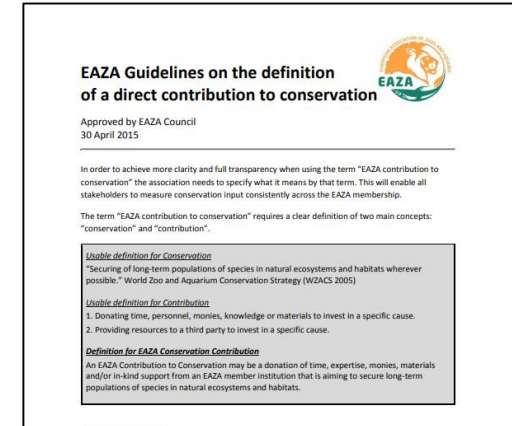 EAZA Guidelines on the definition
of a direct contribution to conservation
EAZA
Approved by EAZA Council
30 April 2015
In order to achieve more clarity and full transparency when using the term “EAZA contribution to
conservation” the association needs to specify what it means by that term. This will enable all
stakeholders to measure conservation input consistently across the EAZA membership.
The term “EAZA contribution to conservation” requires a clear definition of two main concepts:
“conservation” and “contribution”.
Usable definition for Conservation
“Securing of long-term populations of species in natural ecosystems and habitats wherever
possible.” World Zoo and Aquarium Conservation Strategy (WZACS 2005)
Usable definition for Contribution
1. Donating time, personnel, monies, knowledge or materials to invest in a specific cause.
2. Providing resources to a third party to invest in a specific cause.
Definition for EAZA Conservation Contribution
An EAZA Contribution to Conservation may be a donation of time, expertise, monies, materials
and/or in-kind support from an EAZA member institution that is aiming to secure long-term
populations of species in natural ecosystems and habitats.